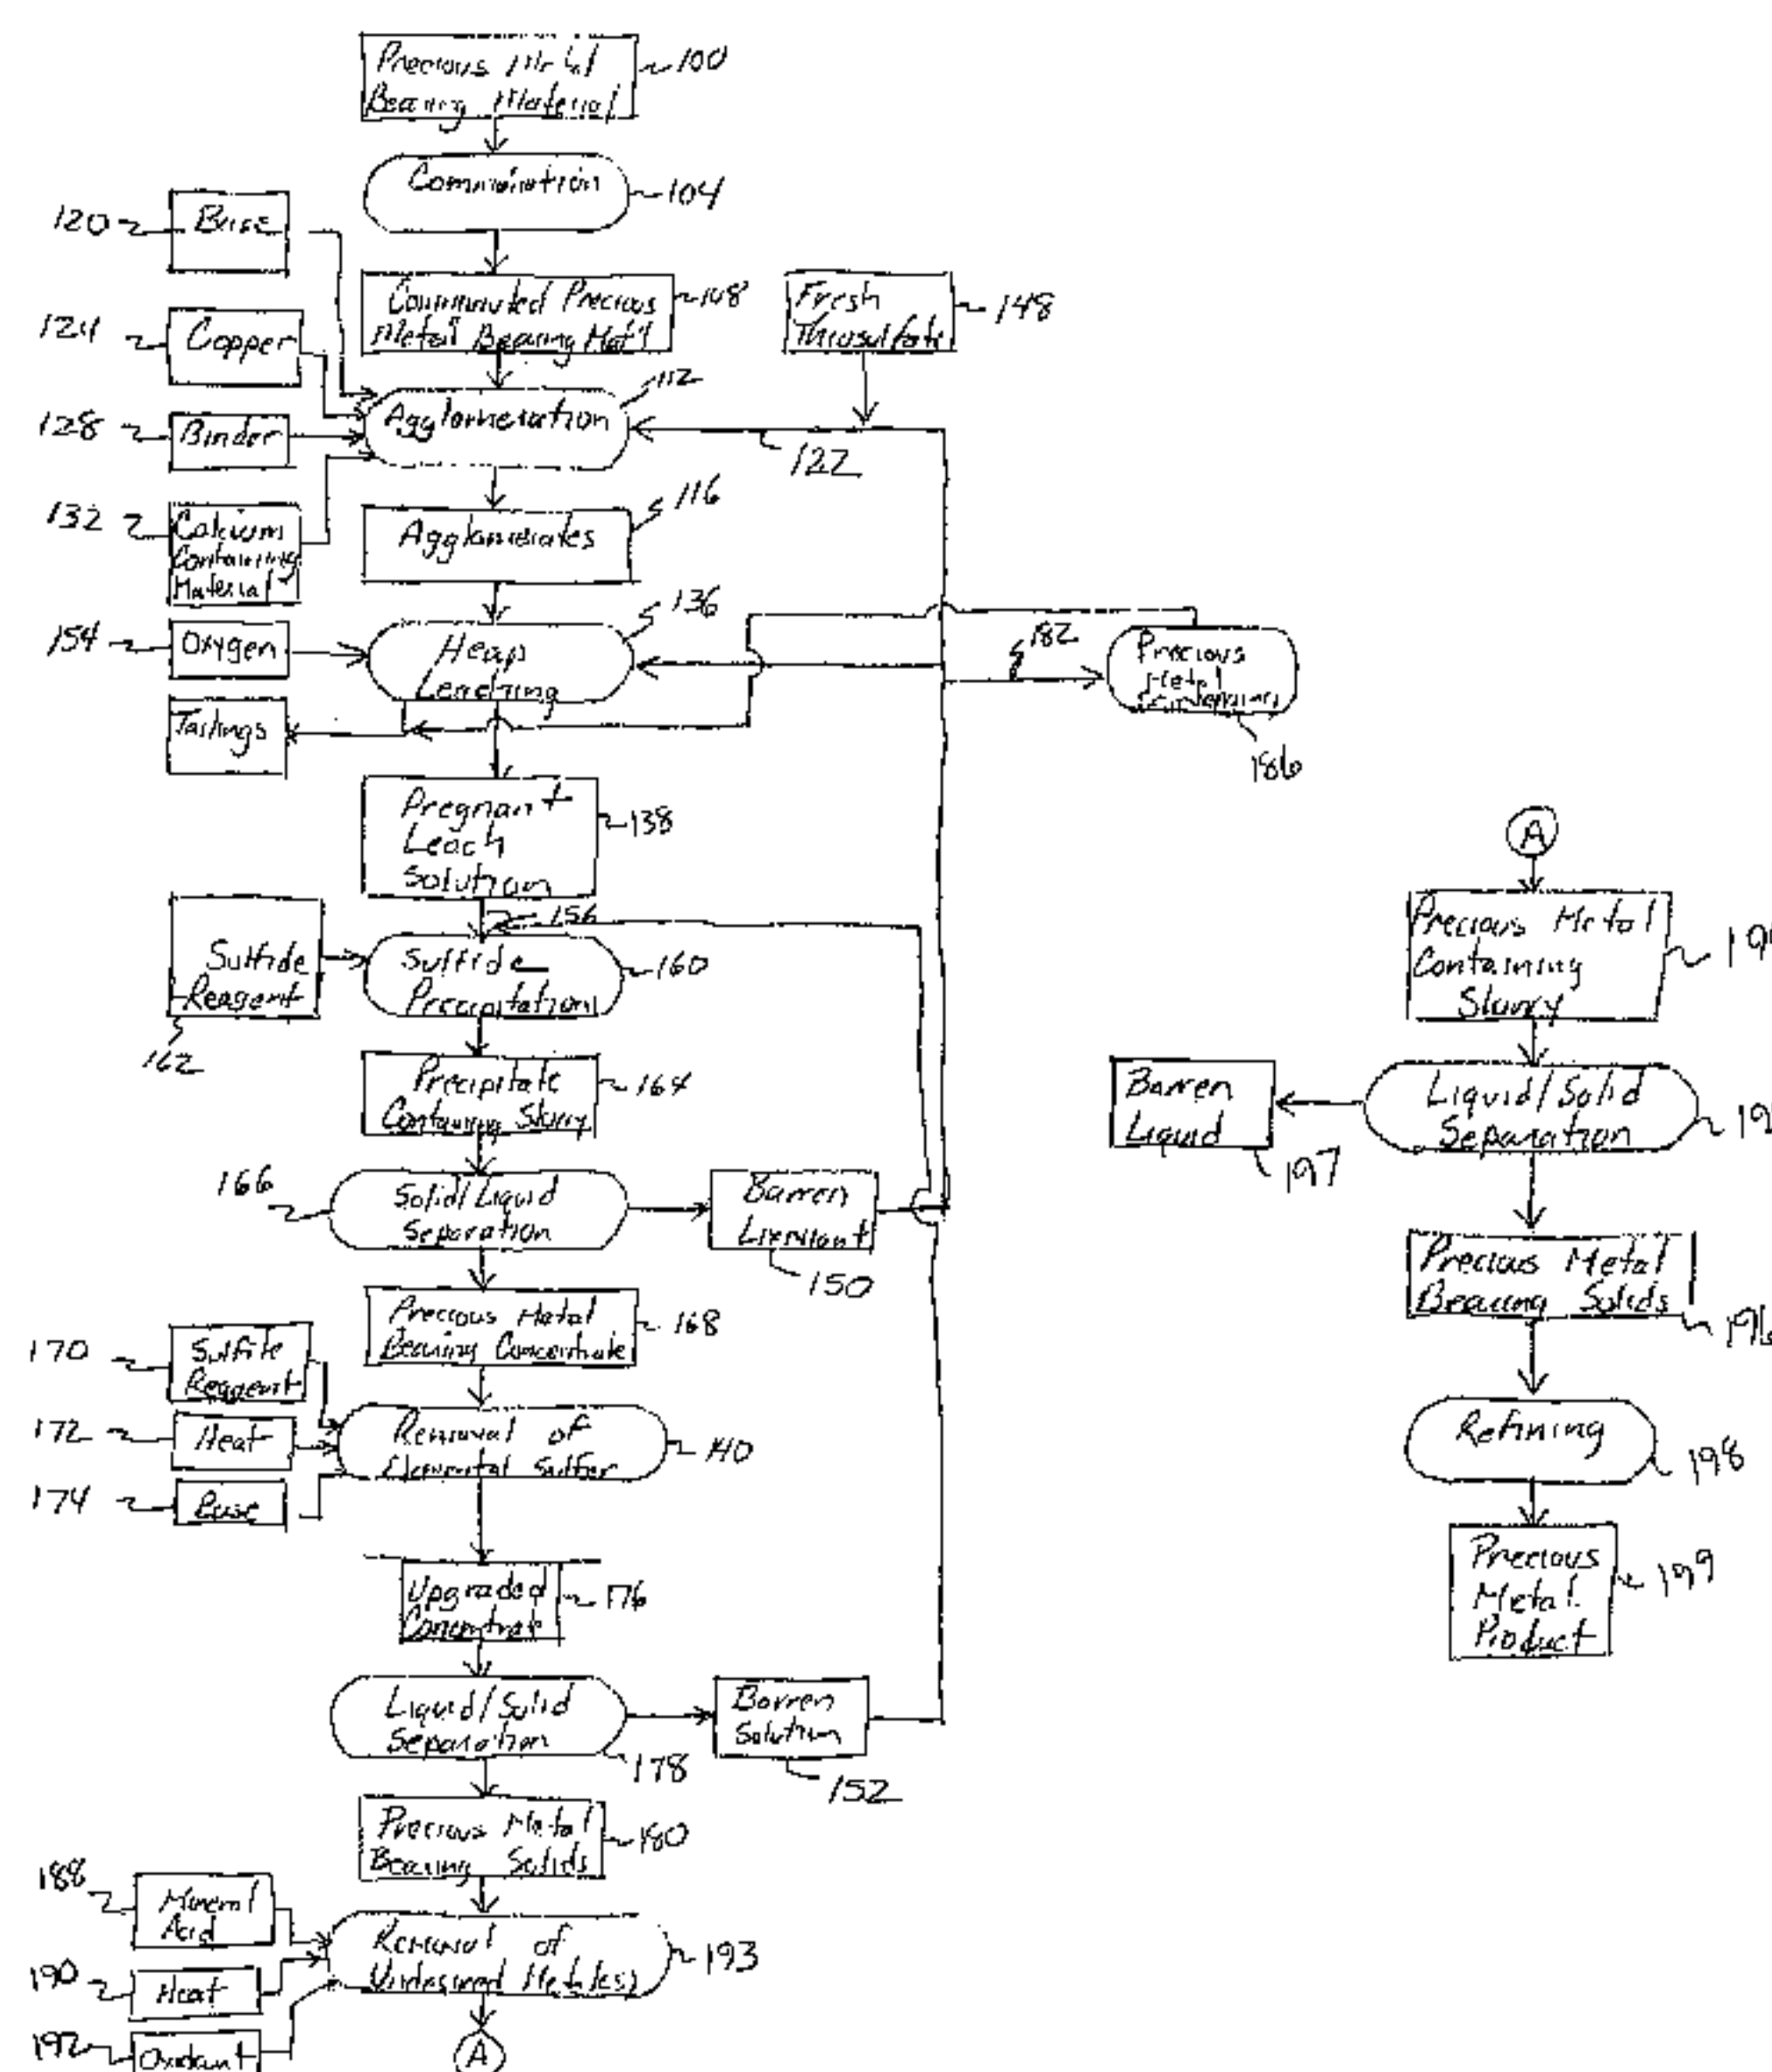 Precious Metal
Bearing Material
100
Comminution
104
120
Base
Comminuted Precious
Metal Bearing Mat'l
108
Fresh
Thiosulfate
148
124
Copper
112
Agglomeration
128
Binder
122
132
Calcium
Containing
Material
116
Agglomerates
154
Oxygen
136
Heap
Leaching
182
Precious
Metal
186
Tailings
Pregnant
Leach
Solution
138
156
Sulfide
Reagent
162
Sulfide
Precipitation
160
Precipitate
Containing Slurry
164
166
Solid/Liquid
Separation
Barren
Lixiviant
150
Precious Metal
Bearing Concentrate
168
170
Sulfite
Reagent
172
Heat
174
Base
Removal of
Elemental Sulfur
140
Upgraded
Concentrate
176
Liquid/Solid
Separation
178
Barren
Solution
152
Precious Metal
Bearing Solids
180
188
Mineral
Acid
190
Heat
192
Oxidant
Removal of
Undesired Metal(s)
193
A
A
Precious Metal
Containing
Slurry
19
Liquid/Solid
Separation
19
Barren
Liquid
197
Precious Metal
Bearing Solids
196
Refining
198
Precious
Metal
Product
199